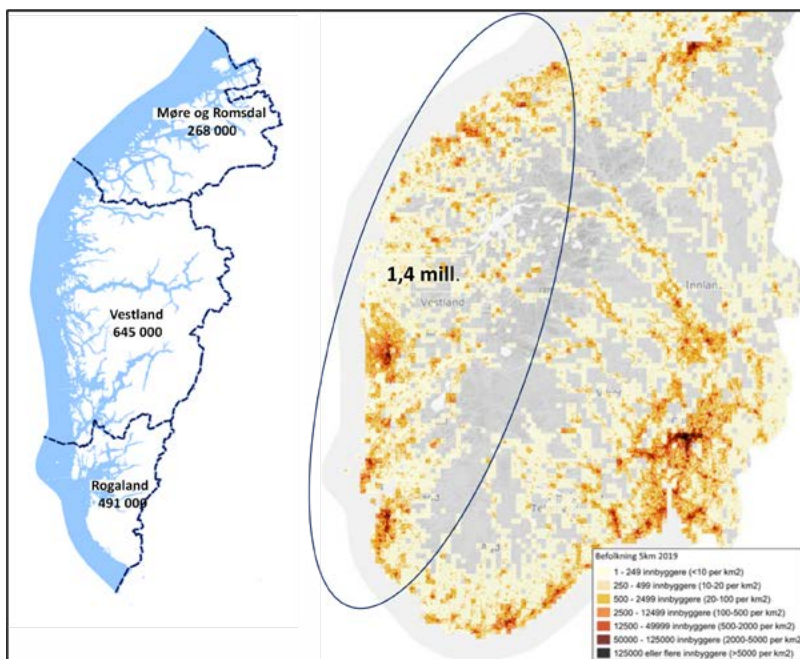 Møre og Romsdal
268 000
Vestland
645 000
Rogaland
491 000
1,4 mill.
Vestland
Innlan
Befolkning 5km 2019
1 - 249 innbyggere (<10 per km2)
250 - 499 innbyggere (10-20 per km2)
500 - 2499 innbyggere (20-100 per km2)
2500 - 12499 innbyggere (100-500 per km2)
12500 - 49999 innbyggere (500-2000 per km2)
50000 - 125000 innbyggere (2000-5000 per km2)
125000 eller flere innbyggere (>5000 per km2)